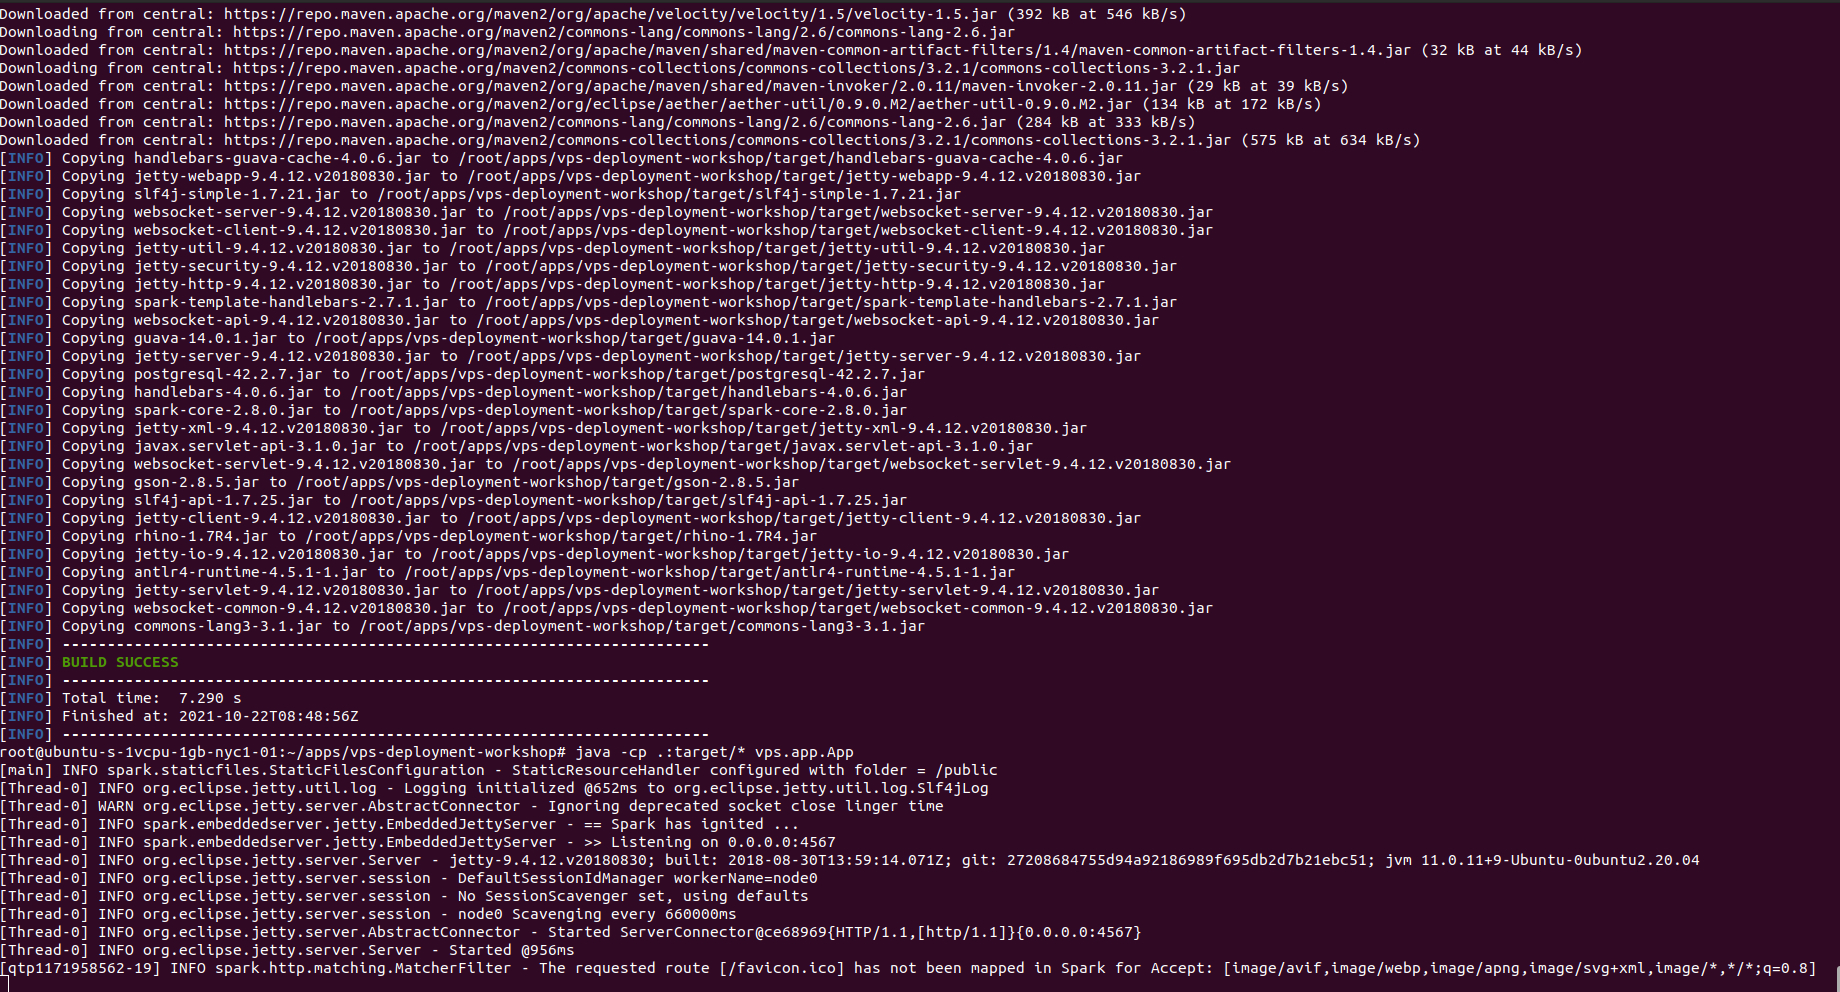 Downloaded from central: https://repo.maven.apache.org/maven2/org/apache/velocity/velocity/1.5/velocity-1.5.jar (392 kB at 546 kB/s)
Downloading from central: https://repo.maven.apache.org/maven2/commons-lang/commons-lang/2.6/commons-lang-2.6.jar
Downloaded from central: https://repo.maven.apache.org/maven2/org/apache/maven/shared/maven-common-artifact-filters/1.4/maven-common-artifact-filters-1.4.jar (32 kB at 44 kB/s)
Downloading from central: https://repo.maven.apache.org/maven2/commons-collections/commons-collections/3.2.1/commons-collections-3.2.1.jar
Downloaded from central: https://repo.maven.apache.org/maven2/org/apache/maven/shared/maven-invoker/2.0.11/maven-invoker-2.0.11.jar (29 kB at 39 kB/s)
Downloaded from central: https://repo.maven.apache.org/maven2/org/eclipse/aether/aether-util/0.9.0.M2/aether-util-0.9.0.M2.jar (134 kB at 172 kB/s)
Downloaded from central: https://repo.maven.apache.org/maven2/commons-lang/commons-lang/2.6/commons-lang-2.6.jar (284 kB at 333 kB/s)
Downloaded from central: https://repo.maven.apache.org/maven2/commons-collections/commons-collections/3.2.1/commons-collections-3.2.1.jar (575 kB at 634 kB/s)
[INFO] Copying handlebars-guava-cache-4.0.6.jar to /root/apps/vps-deployment-workshop/target/handlebars-guava-cache-4.0.6.jar
[INFO] Copying jetty-webapp-9.4.12.v20180830.jar to /root/apps/vps-deployment-workshop/target/jetty-webapp-9.4.12.v20180830.jar
[INFO] Copying slf4j-simple-1.7.21.jar to /root/apps/vps-deployment-workshop/target/slf4j-simple-1.7.21.jar
[INFO] Copying websocket-server-9.4.12.v20180830.jar to /root/apps/vps-deployment-workshop/target/websocket-server-9.4.12.v20180830.jar
[INFO] Copying websocket-client-9.4.12.v20180830.jar to /root/apps/vps-deployment-workshop/target/websocket-client-9.4.12.v20180830.jar
[INFO] Copying jetty-util-9.4.12.v20180830.jar to /root/apps/vps-deployment-workshop/target/jetty-util-9.4.12.v20180830.jar
[INFO] Copying jetty-security-9.4.12.v20180830.jar to /root/apps/vps-deployment-workshop/target/jetty-security-9.4.12.v20180830.jar
[INFO] Copying jetty-http-9.4.12.v20180830.jar to /root/apps/vps-deployment-workshop/target/jetty-http-9.4.12.v20180830.jar
[INFO] Copying spark-template-handlebars-2.7.1.jar to /root/apps/vps-deployment-workshop/target/spark-template-handlebars-2.7.1.jar
[INFO] Copying websocket-api-9.4.12.v20180830.jar to /root/apps/vps-deployment-workshop/target/websocket-api-9.4.12.v20180830.jar
[INFO] Copying guava-14.0.1.jar to /root/apps/vps-deployment-workshop/target/guava-14.0.1.jar
[INFO] Copying jetty-server-9.4.12.v20180830.jar to /root/apps/vps-deployment-workshop/target/jetty-server-9.4.12.v20180830.jar
[INFO] Copying postgresql-42.2.7.jar to /root/apps/vps-deployment-workshop/target/postgresql-42.2.7.jar
[INFO] Copying handlebars-4.0.6.jar to /root/apps/vps-deployment-workshop/target/handlebars-4.0.6.jar
[INFO] Copying spark-core-2.8.0.jar to /root/apps/vps-deployment-workshop/target/spark-core-2.8.0.jar
[INFO] Copying jetty-xml-9.4.12.v20180830.jar to /root/apps/vps-deployment-workshop/target/jetty-xml-9.4.12.v20180830.jar
[INFO] Copying javax.servlet-api-3.1.0.jar to /root/apps/vps-deployment-workshop/target/javax.servlet-api-3.1.0.jar
[INFO] Copying websocket-servlet-9.4.12.v20180830.jar to /root/apps/vps-deployment-workshop/target/websocket-servlet-9.4.12.v20180830.jar
[INFO] Copying gson-2.8.5.jar to /root/apps/vps-deployment-workshop/target/gson-2.8.5.jar
[INFO] Copying slf4j-api-1.7.25.jar to /root/apps/vps-deployment-workshop/target/slf4j-api-1.7.25.jar
[INFO] Copying jetty-client-9.4.12.v20180830.jar to /root/apps/vps-deployment-workshop/target/jetty-client-9.4.12.v20180830.jar
[INFO] Copying rhino-1.7R4.jar to /root/apps/vps-deployment-workshop/target/rhino-1.7R4.jar
[INFO] Copying jetty-io-9.4.12.v20180830.jar to /root/apps/vps-deployment-workshop/target/jetty-io-9.4.12.v20180830.jar
[INFO] Copying antlr4-runtime-4.5.1-1.jar to /root/apps/vps-deployment-workshop/target/antlr4-runtime-4.5.1-1.jar
[INFO] Copying jetty-servlet-9.4.12.v20180830.jar to /root/apps/vps-deployment-workshop/target/jetty-servlet-9.4.12.v20180830.jar
[INFO] Copying websocket-common-9.4.12.v20180830.jar to /root/apps/vps-deployment-workshop/target/websocket-common-9.4.12.v20180830.jar
[INFO] Copying commons-lang3-3.1.jar to /root/apps/vps-deployment-workshop/target/commons-lang3-3.1.jar
[INFO] ------------------------------------------------------------------------
[INFO] BUILD SUCCESS
[INFO] ------------------------------------------------------------------------
[INFO] Total time:  7.290 s
[INFO] Finished at: 2021-10-22T08:48:56Z
[INFO] ------------------------------------------------------------------------
root@ubuntu-s-1vcpu-1gb-nyc1-01:~/apps/vps-deployment-workshop# java -cp .:target/* vps.app.App
[main] INFO spark.staticfiles.StaticFilesConfiguration - StaticResourceHandler configured with folder = /public
[Thread-0] INFO org.eclipse.jetty.util.log - Logging initialized @652ms to org.eclipse.jetty.util.log.Slf4jLog
[Thread-0] WARN org.eclipse.jetty.server.AbstractConnector - Ignoring deprecated socket close linger time
[Thread-0] INFO spark.embeddedserver.jetty.EmbeddedJettyServer - == Spark has ignited ...
[Thread-0] INFO spark.embeddedserver.jetty.EmbeddedJettyServer - >> Listening on 0.0.0.0:4567
[Thread-0] INFO org.eclipse.jetty.server.Server - jetty-9.4.12.v20180830; built: 2018-08-30T13:59:14.071Z; git: 27208684755d94a92186989f695db2d7b21ebc51; jvm 11.0.11+9-Ubuntu-0ubuntu2.20.04
[Thread-0] INFO org.eclipse.jetty.server.session - DefaultSessionIdManager workerName=node0
[Thread-0] INFO org.eclipse.jetty.server.session - No SessionScavenger set, using defaults
[Thread-0] INFO org.eclipse.jetty.server.session - node0 Scavenging every 660000ms
[Thread-0] INFO org.eclipse.jetty.server.AbstractConnector - Started ServerConnector@ce68969{HTTP/1.1,[http/1.1]}{0.0.0.0:4567}
[Thread-0] INFO org.eclipse.jetty.server.Server - Started @956ms
[qtp1171958562-19] INFO spark.http.matching.MatcherFilter - The requested route [/favicon.ico] has not been mapped in Spark for Accept: [image/avif,image/webp,image/apng,image/svg+xml,image/*,*/*;q=0.8]